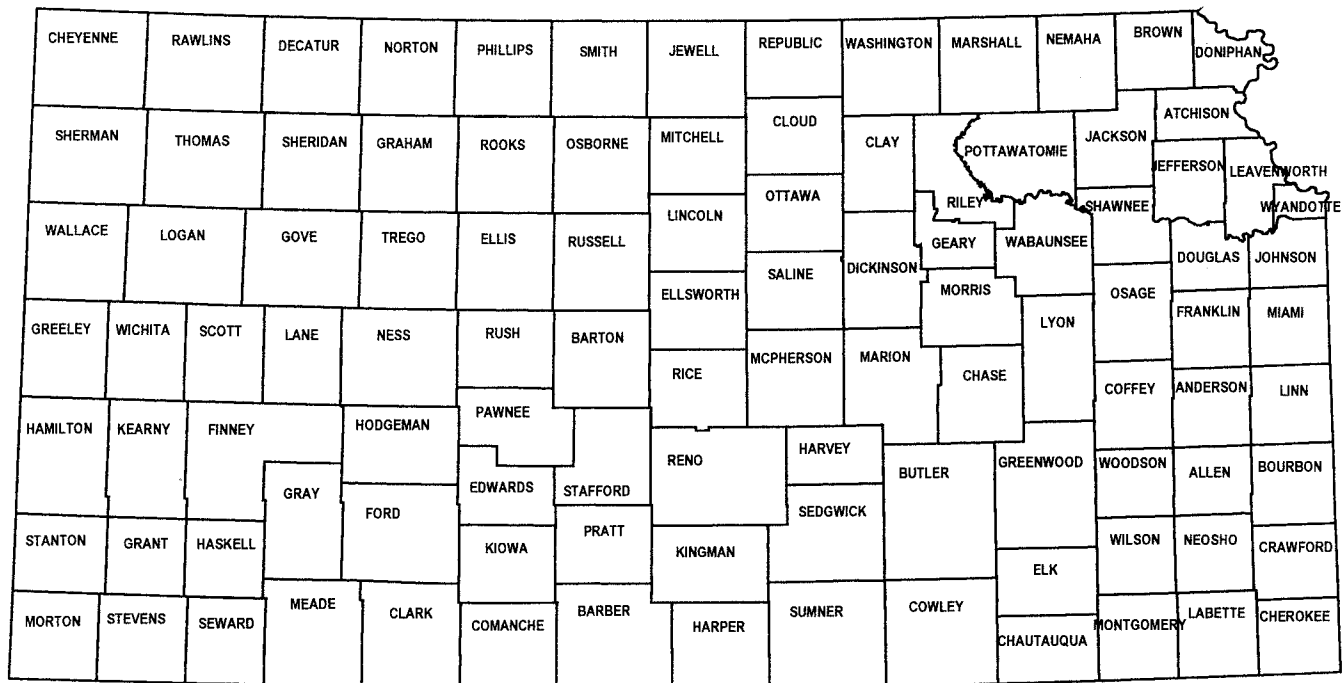 CHEYENNE RAWLINS DECATUR NORTON PHILLIPS SMITH JEWELL REPUBLIC WASHINGTON MARSHALL NEMAHA BROWN DONIPHAN
SHERMAN THOMAS SHERIDAN GRAHAM ROOKS OSBORNE MITCHELL CLOUD CLAY POTTAWATOMIE JACKSON ATCHISON
JEFFERSON LEAVENWORTH
OTTAWA RILEY SHAWNEE WYANDOTTE
WALLACE LOGAN GOVE TREGO ELLIS RUSSELL LINCOLN GEARY WABAUNSEE
SALINE DICKINSON DOUGLAS JOHNSON
ELLSWORTH MORRIS OSAGE
GREELEY WICHITA SCOTT LANE NESS RUSH BARTON LYON FRANKLIN MIAMI
RICE MCPHERSON MARION CHASE COFFEY ANDERSON LINN
HAMILTON KEARNY FINNEY HODGEMAN PAWNEE
RENO HARVEY BUTLER GREENWOOD WOODSON ALLEN BOURBON
GRAY EDWARDS STAFFORD
FORD SEDGWICK
STANTON GRANT HASKELL KIOWA PRATT KINGMAN WILSON NEOSHO CRAWFORD
ELK
MORTON STEVENS SEWARD MEADE CLARK COMANCHE BARBER HARPER SUMNER COWLEY CHAUTAUQUA MONTGOMERY LABETTE CHEROKEE